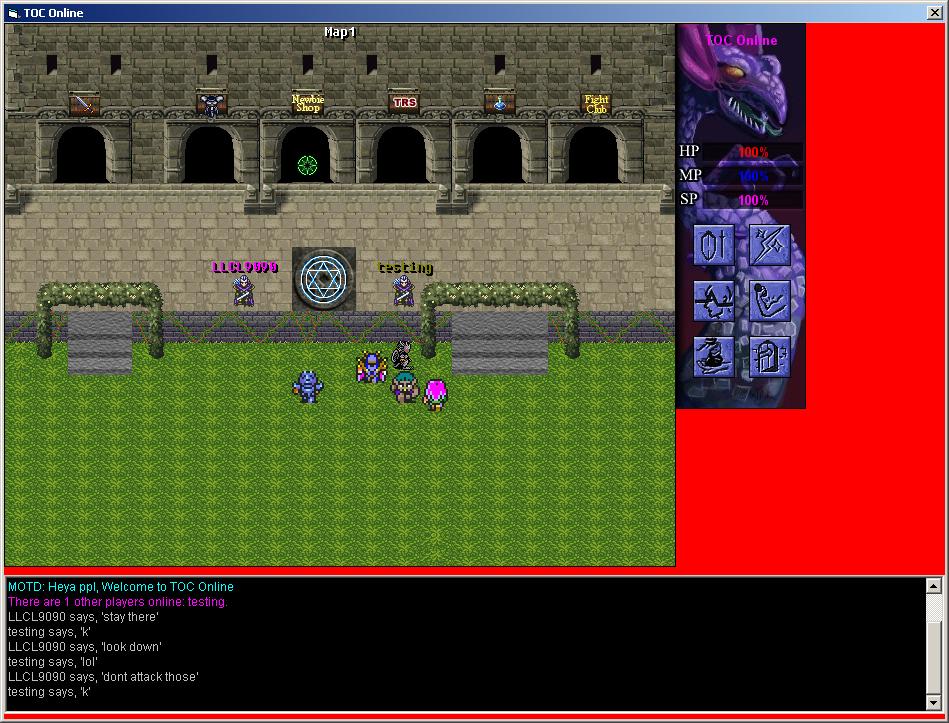 TOC Online
Map1
TOC Online
Newbie
Shop
TRS
Fight
Club
HP 100%
MP 100%
SP 100%
LLCL9090
testing
MOTD: Heya ppl, Welcome to TOC Online
There are 1 other players online: testing.
LLCL9090 says, 'stay there'
testing says, 'k'
LLCL9090 says, 'look down'
testing says, 'lol'
LLCL9090 says, 'dont attack those'
testing says, 'k'